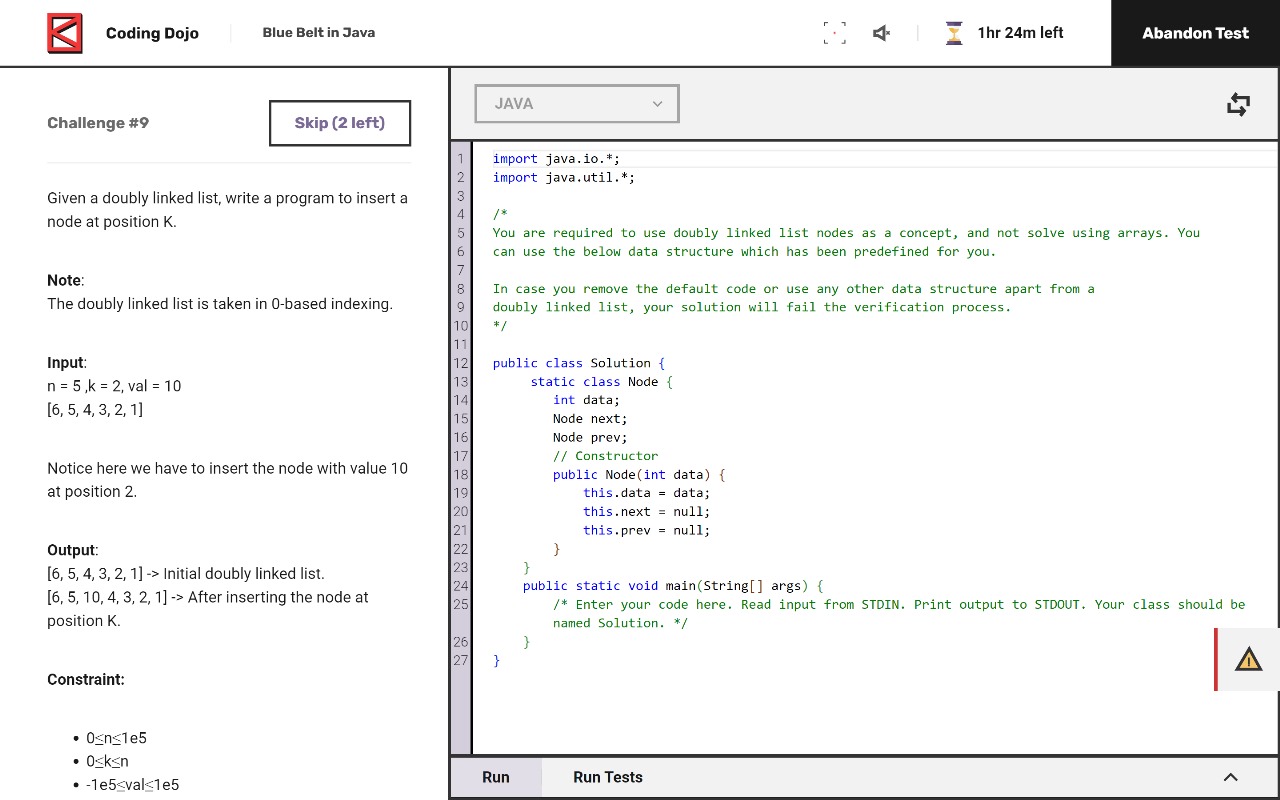 Coding Dojo
Blue Belt in Java
1hr 24m left
Abandon Test
Challenge #9
Skip (2 left)
Given a doubly linked list, write a program to insert a
node at position K.
Note:
The doubly linked list is taken in 0-based indexing.
Input:
n = 5 ,k = 2, val = 10
[6, 5, 4, 3, 2, 1]
Notice here we have to insert the node with value 10
at position 2.
Output:
[6, 5, 4, 3, 2, 1] -> Initial doubly linked list.
[6, 5, 10, 4, 3, 2, 1] -> After inserting the node at
position K.
Constraint:
• 0≤n≤1e5
• 0≤k≤n
• -1e5≤val≤1e5
JAVA
1 import java.io.*;
2 import java.util.*;
3
4 /*
5 You are required to use doubly linked list nodes as a concept, and not solve using arrays. You
6 can use the below data structure which has been predefined for you.
7
8 In case you remove the default code or use any other data structure apart from a
9 doubly linked list, your solution will fail the verification process.
10 */
11
12 public class Solution {
13 static class Node {
14 int data;
15 Node next;
16 Node prev;
17 // Constructor
18 public Node(int data) {
19 this.data = data;
20 this.next = null;
21 this.prev = null;
22 }
23 }
24 public static void main(String[] args) {
25 /* Enter your code here. Read input from STDIN. Print output to STDOUT. Your class should be
named Solution. */
26 }
27 }
Run
Run Tests